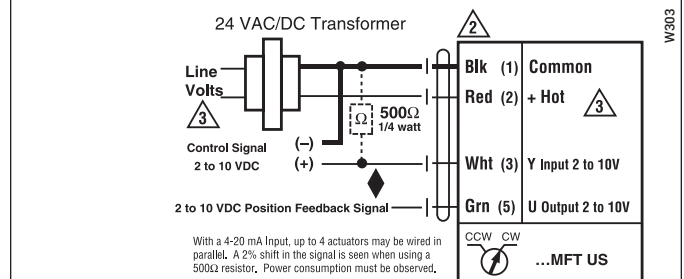 24 VAC/DC Transformer
2
W303
Line
Volts
3
Blk (1) Common
Red (2) + Hot
3
Ω
500Ω
1/4 watt
Control Signal
2 to 10 VDC
(–)
(+)
Wht (3) Y Input 2 to 10V
2 to 10 VDC Position Feedback Signal
Grn (5) U Output 2 to 10V
CCW CW
...MFT US
With a 4-20 mA Input, up to 4 actuators may be wired in
parallel. A 2% shift in the signal is seen when using a
500Ω resistor. Power consumption must be observed.